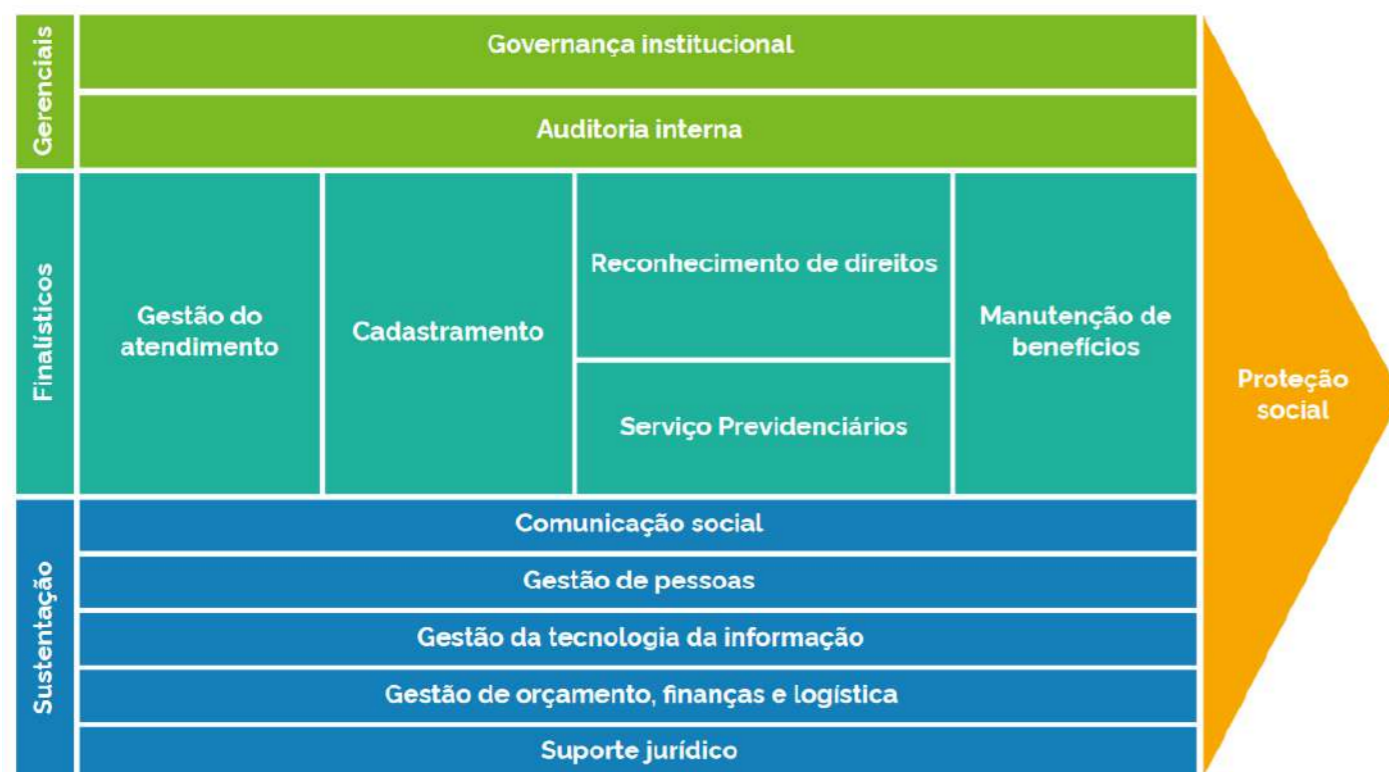 Gerenciais
Governança institucional
Auditoria interna
Finalísticos
Gestão do
atendimento
Cadastramento
Reconhecimento de direitos
Serviço Previdenciários
Manutenção de
benefícios
Proteção
social
Sustentação
Comunicação social
Gestão de pessoas
Gestão da tecnologia da informação
Gestão de orçamento, finanças e logística
Suporte jurídico